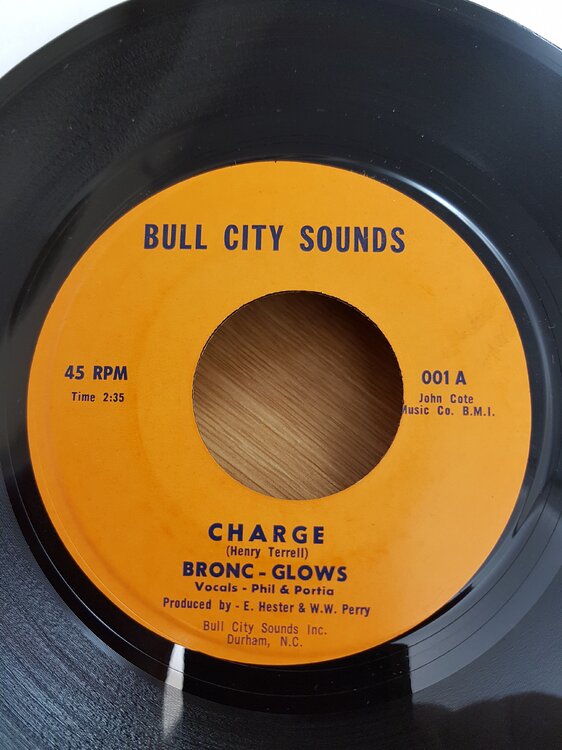 BULL CITY SOUNDS
45 RPM
Time 2:35
001 A
John Cote
Music Co. B.M.I.
CHARGE
(Henry Terrell)
BRONC-GLOWS
Vocals - Phil & Portia
Produced by - E. Hester & W.W. Perry
Bull City Sounds Inc.
Durham, N.C.